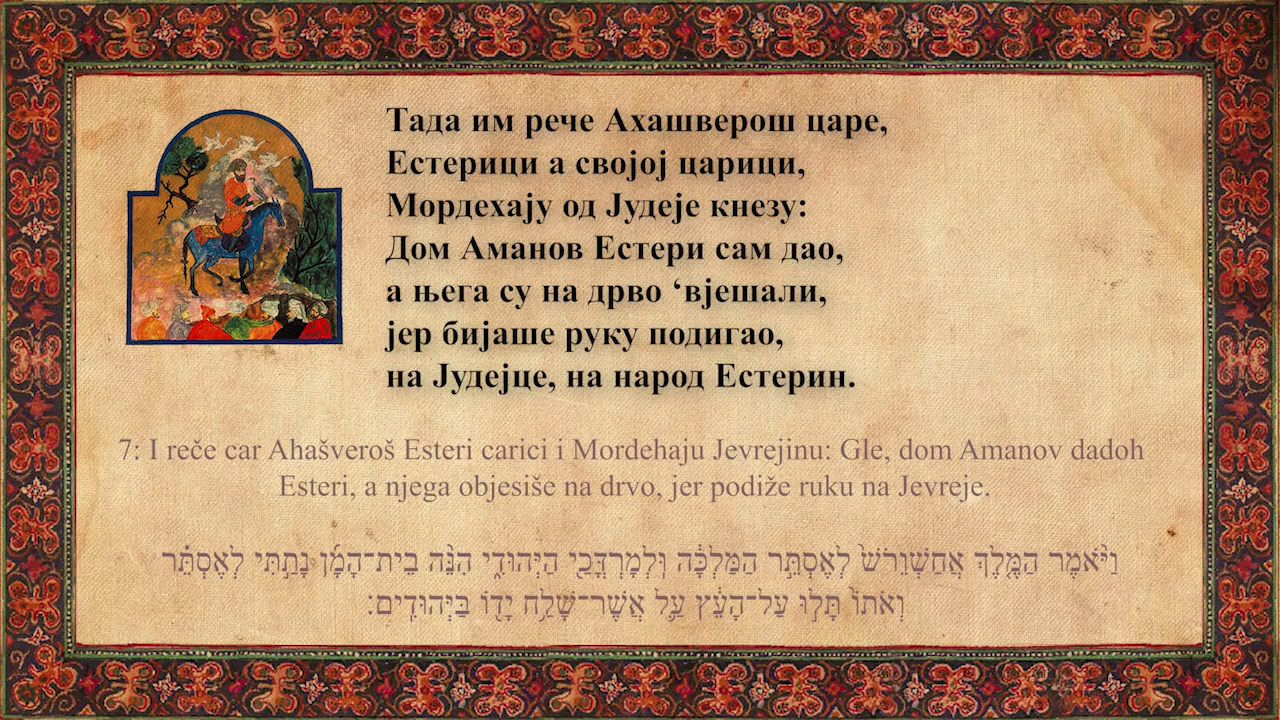 Тада им рече Ахашверош царе,
Естерици а својој царици,
Мордехају од Јудеје кнезу:
Дом Аманов Естери сам дао,
а њега су на дрво ‘вјешали,
јер бијаше руку подигао,
на Јудејце, на народ Естерин.
7: I reče car Ahašveroš Esteri carici i Mordehaju Jevrejinu: Gle, dom Amanov dadoh
Esteri, a njega objesiše na drvo, jer podiže ruku na Jevreje.
וַיֹּ֨אמֶר הַמֶּ֤לֶךְ אֲחַשְׁוֵרֹשׁ֙ לְאֶסְתֵּ֣ר הַמַּלְכָּ֔ה וּֽלְמָרְדֳּכַ֖י הַיְּהוּדִ֑י הִנֵּ֨ה בֵית־הָמָ֜ן נָתַ֣תִּי לְאֶסְתֵּ֗ר
וְאֹתוֹ֙ תָּל֣וּ עַל־הָעֵ֔ץ עַ֛ל אֲשֶׁר־שָׁלַ֥ח יָד֖וֹ בַּיְּהוּדִֽים׃